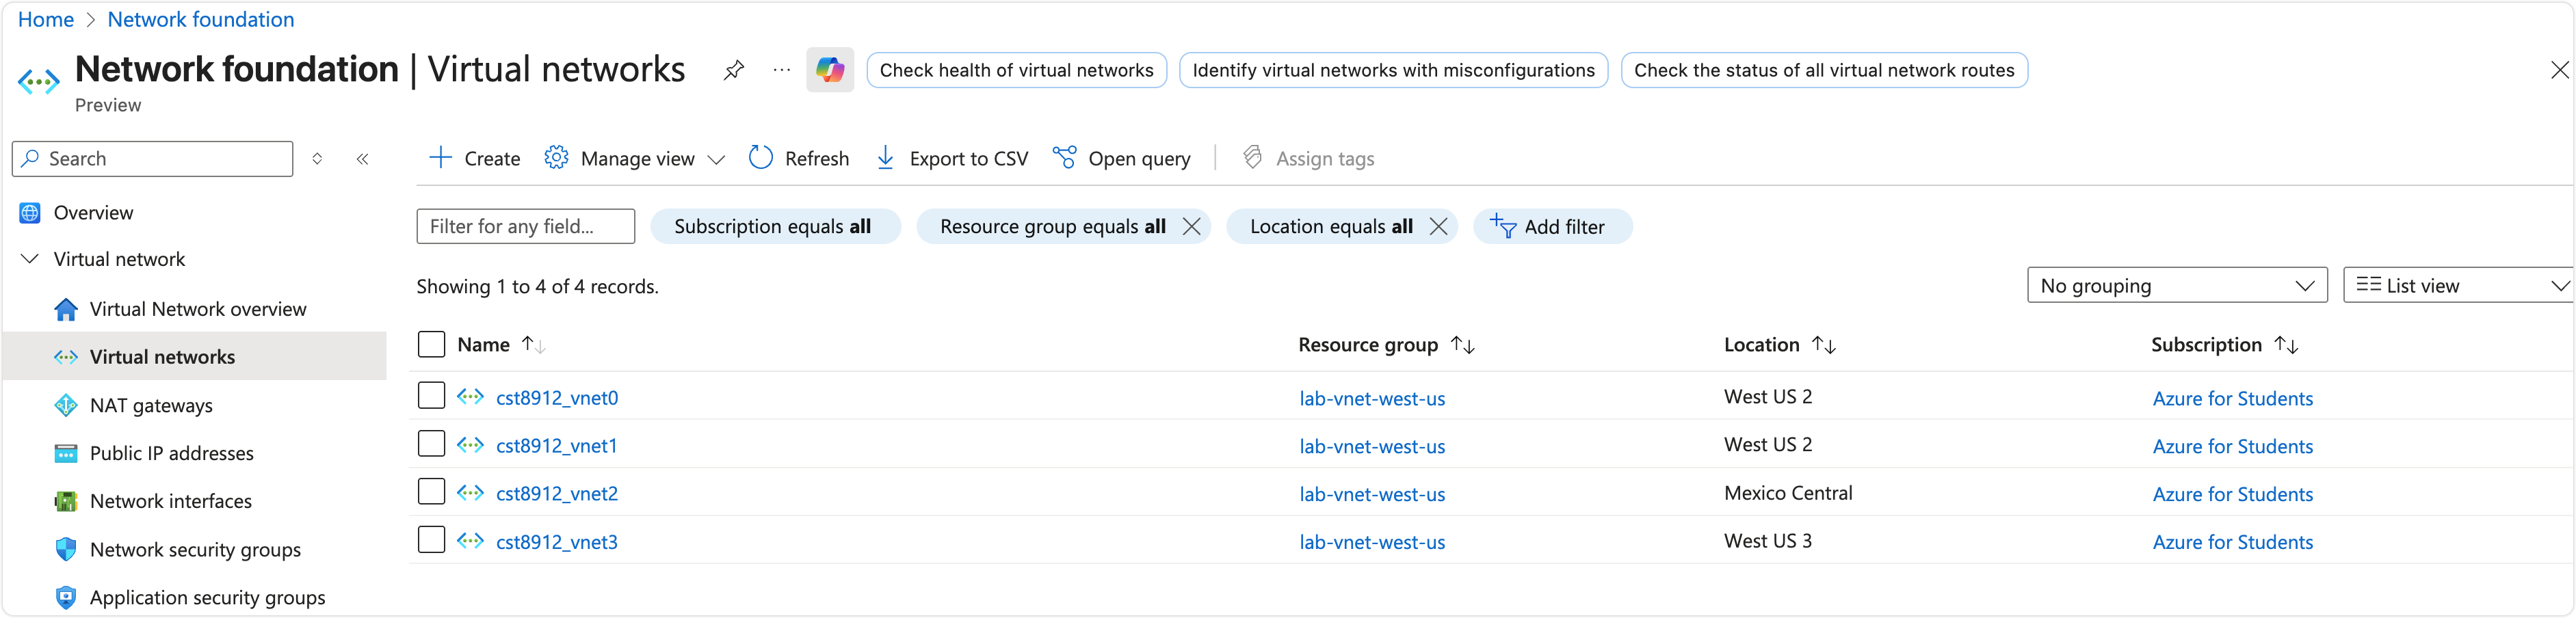 Home > Network foundation
Network foundation | Virtual networks
Check health of virtual networks
Identify virtual networks with misconfigurations
Check the status of all virtual network routes
Preview
Search
Overview
Virtual network
Virtual Network overview
Virtual networks
NAT gateways
Public IP addresses
Network interfaces
Network security groups
Application security groups
Create Manage view Refresh Export to CSV Open query Assign tags
Filter for any field... Subscription equals all Resource group equals all Location equals all Add filter
Showing 1 to 4 of 4 records. No grouping List view
Name Resource group Location Subscription
cst8912_vnet0 lab-vnet-west-us West US 2 Azure for Students
cst8912_vnet1 lab-vnet-west-us West US 2 Azure for Students
cst8912_vnet2 lab-vnet-west-us Mexico Central Azure for Students
cst8912_vnet3 lab-vnet-west-us West US 3 Azure for Students